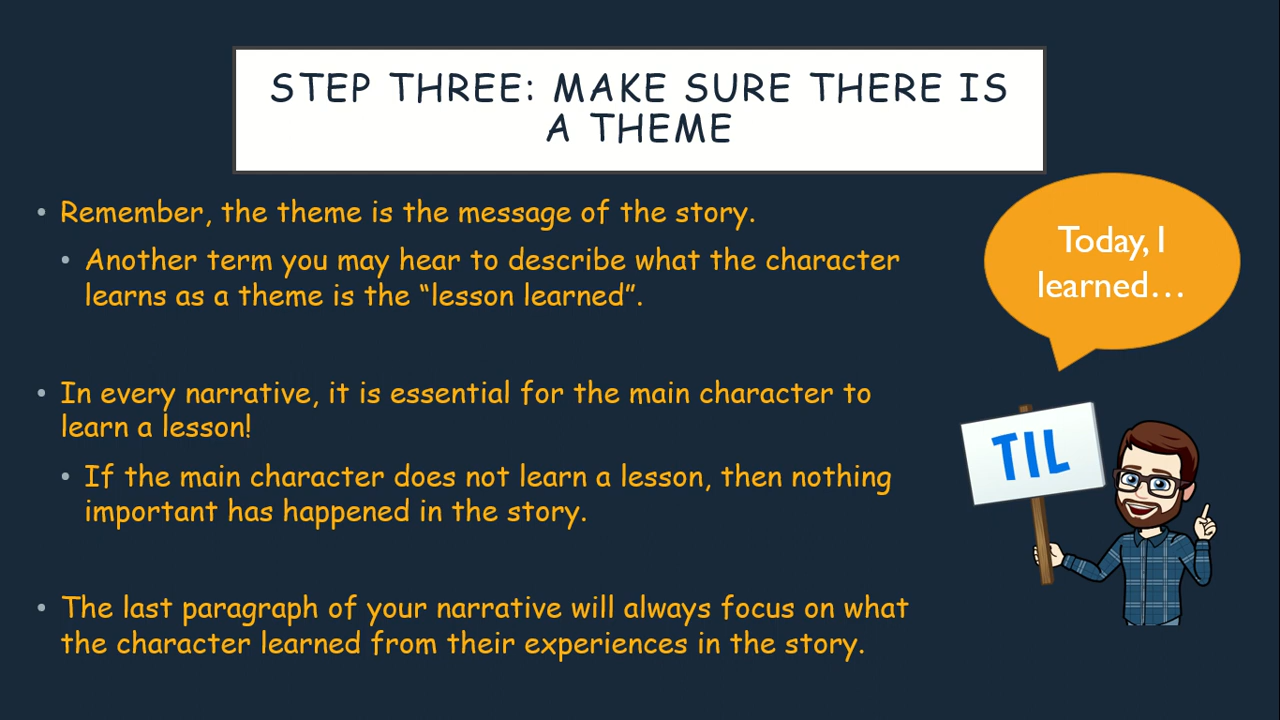 STEP THREE: MAKE SURE THERE IS
A THEME
• Remember, the theme is the message of the story.
• Another term you may hear to describe what the character
learns as a theme is the “lesson learned”.
• In every narrative, it is essential for the main character to
learn a lesson!
• If the main character does not learn a lesson, then nothing
important has happened in the story.
• The last paragraph of your narrative will always focus on what
the character learned from their experiences in the story.
Today, I
learned...
TIL